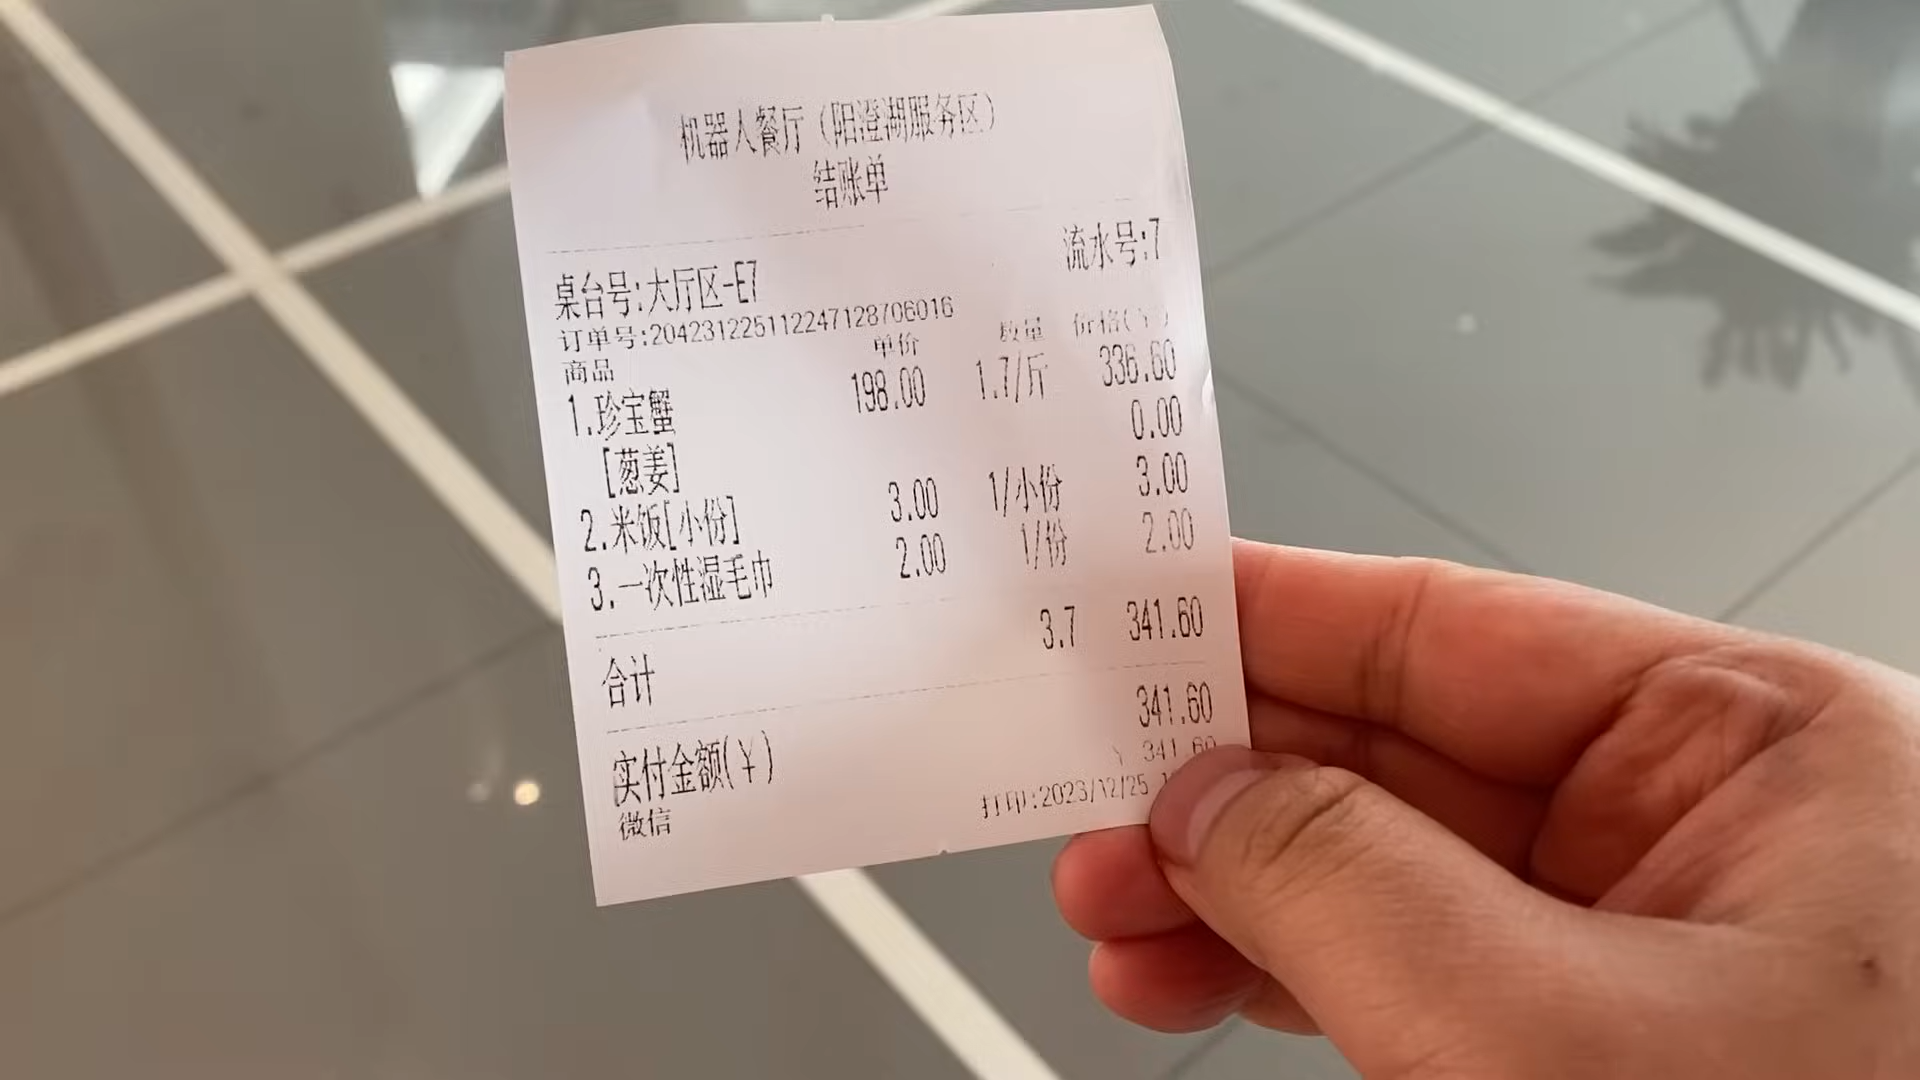 机器人餐厅（阳澄湖服务区）
结账单
流水号:7
桌台号:大厅区-E7
订单号:20423122511224712870​6016
商品 单价 数量 价格(￥)
1.珍宝蟹 198.00 1.7/斤 336.60
[葱姜] 0.00
2.米饭[小份] 3.00 1/小份 3.00
3.一次性湿毛巾 2.00 1/份 2.00
合计 3.7 341.60
实付金额(￥) 341.60
微信 341.60
打印:2023/12/25